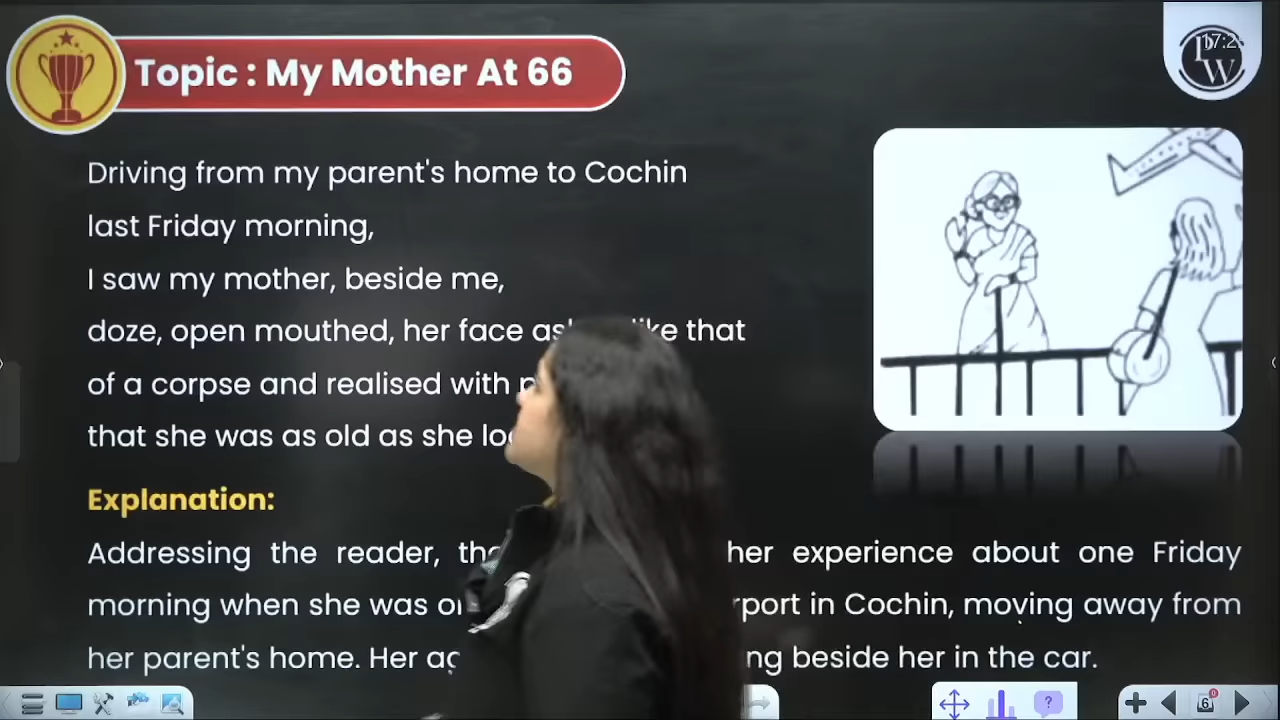 Topic : My Mother At 66
17:2
Driving from my parent's home to Cochin
last Friday morning,
I saw my mother, beside me,
doze, open mouthed, her face like that
of a corpse and realised with
that she was as old as she
Explanation:
Addressing the reader, her experience about one Friday
morning when she was in Cochin, moving away from
her parent's home. Her beside her in the car.
6